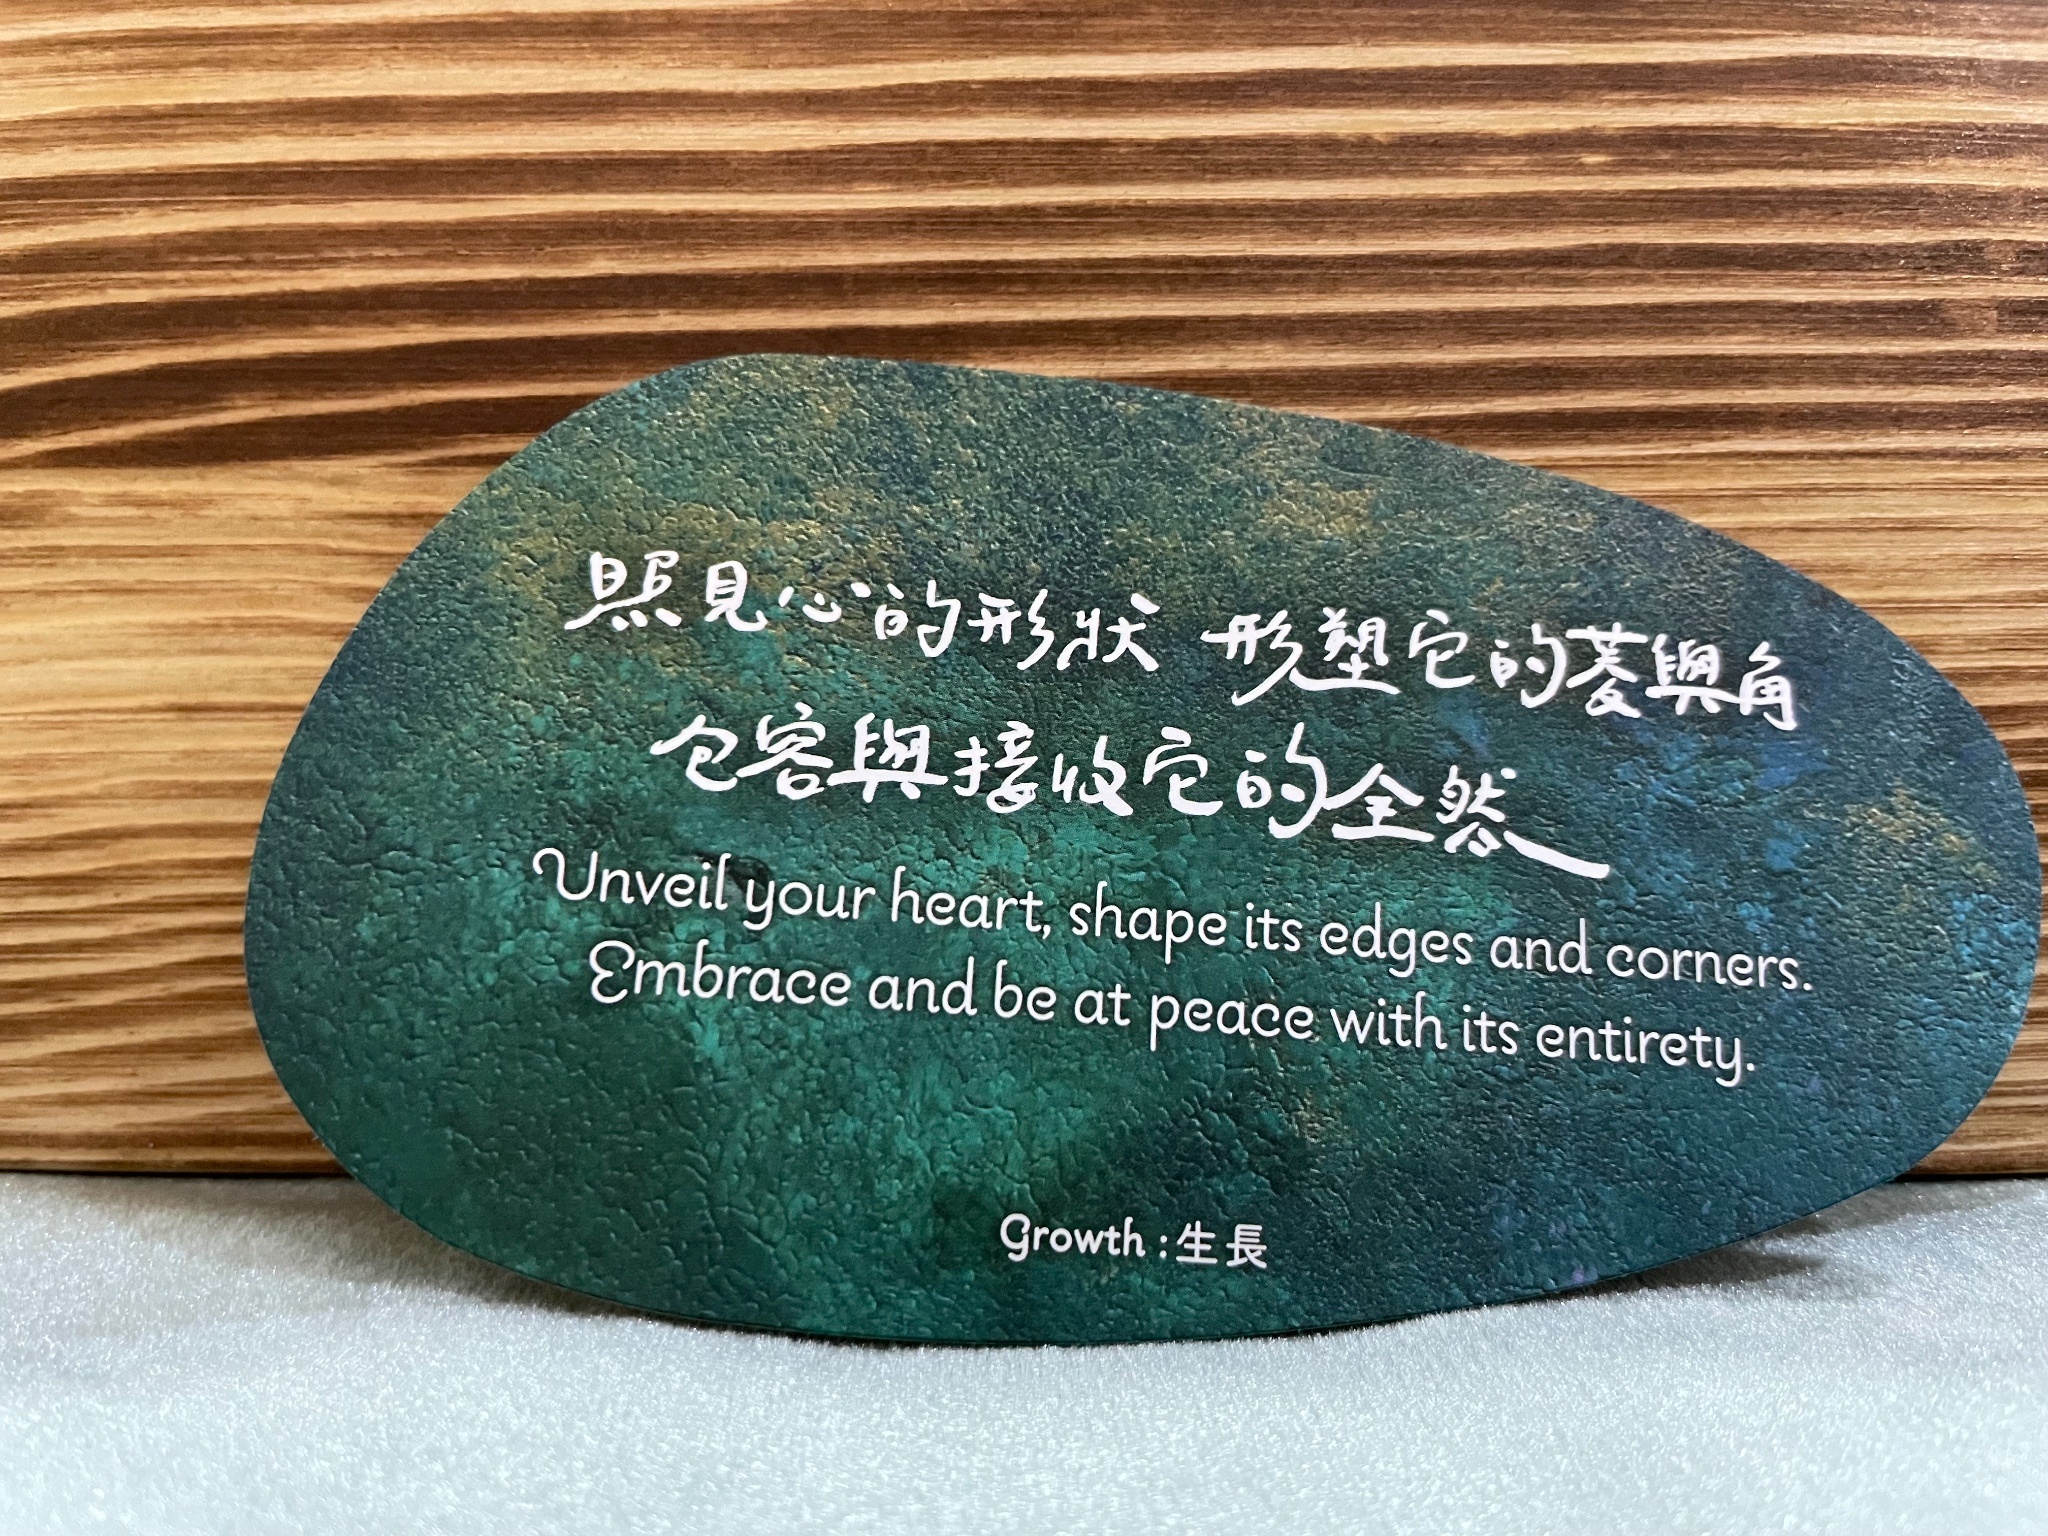 照見心的形狀 形塑它的菱與角
包容與接收它的全然
Unveil your heart, shape its edges and corners.
Embrace and be at peace with its entirety.
Growth : 生長